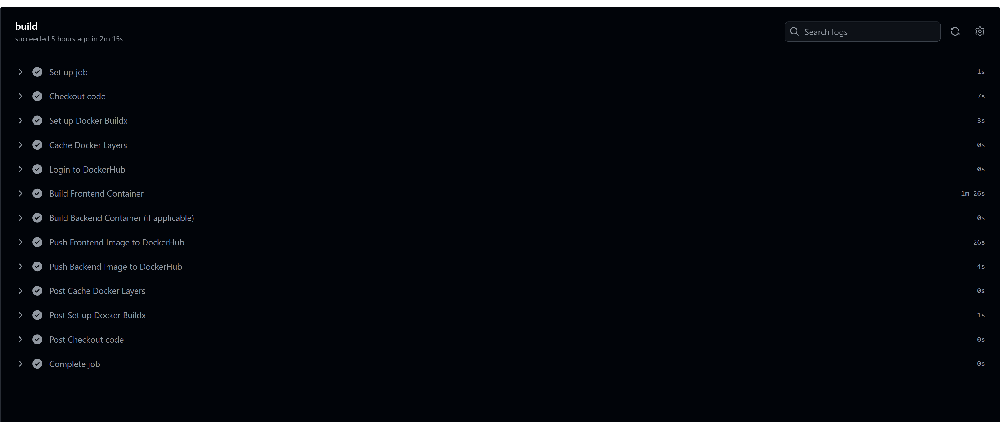 build
succeeded 5 hours ago in 2m 15s
Search logs
Set up job 1s
Checkout code 7s
Set up Docker Buildx 3s
Cache Docker Layers 0s
Login to DockerHub 0s
Build Frontend Container 1m 26s
Build Backend Container (if applicable) 0s
Push Frontend Image to DockerHub 26s
Push Backend Image to DockerHub 4s
Post Cache Docker Layers 0s
Post Set up Docker Buildx 1s
Post Checkout code 0s
Complete job 0s